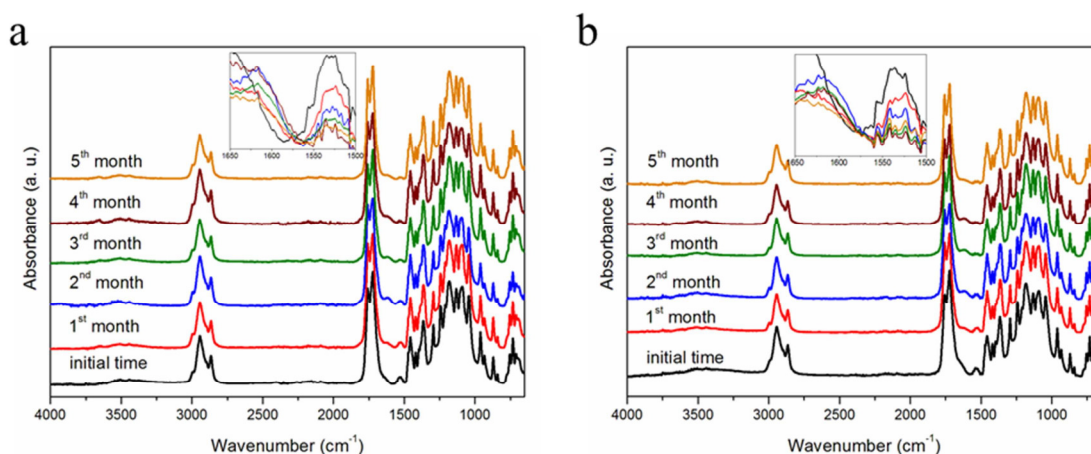 a
Absorbance (a. u.)
1650 1600 1550 1500
5th month
4th month
3rd month
2nd month
1st month
initial time
4000 3500 3000 2500 2000 1500 1000
Wavenumber (cm-1)
b
Absorbance (a. u.)
1650 1600 1550 1500
5th month
4th month
3rd month
2nd month
1st month
initial time
4000 3500 3000 2500 2000 1500 1000
Wavenumber (cm-1)